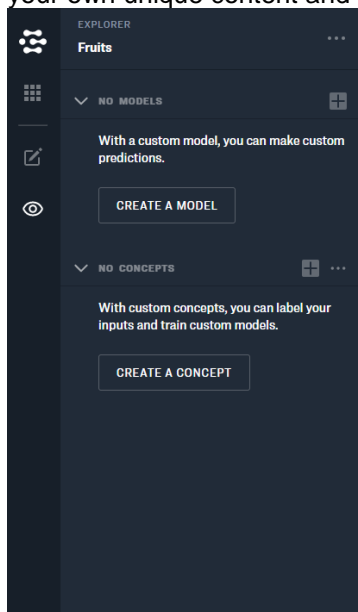 your own unique content and
EXPLORER
Fruits
NO MODELS
With a custom model, you can make custom
predictions.
CREATE A MODEL
NO CONCEPTS
With custom concepts, you can label your
inputs and train custom models.
CREATE A CONCEPT